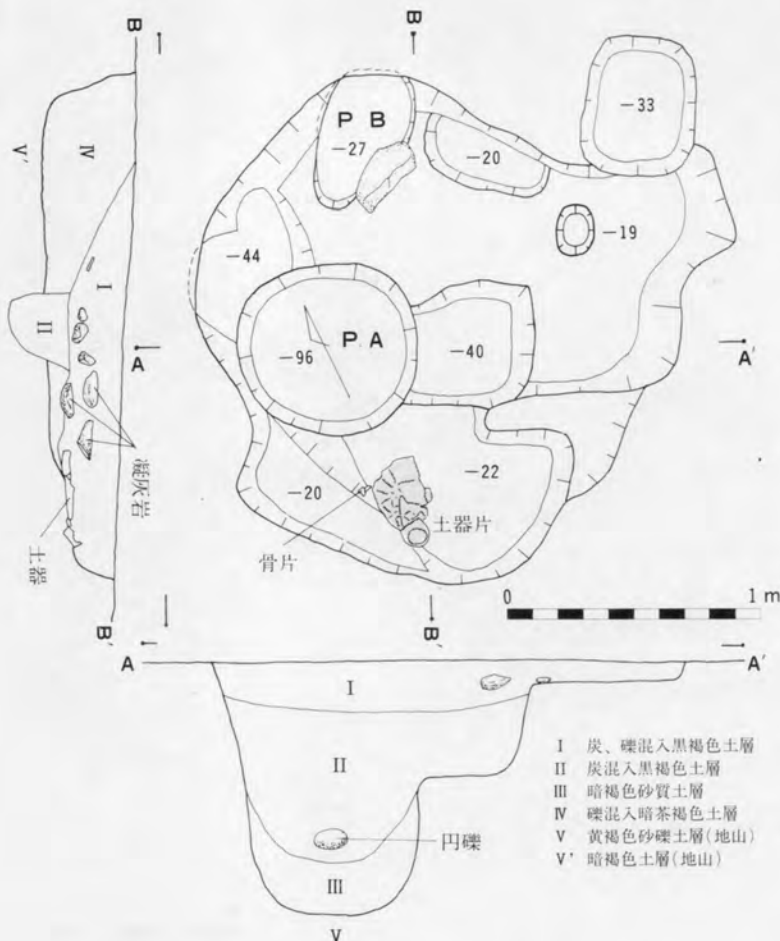 B
B
Ⅳ
Ⅴ'
Ⅰ
Ⅱ
A
凝灰岩
土器
B'
P B
-27
-20
-33
-44
-19
P A
-96
-40
A'
-20
-22
骨片
土器片
0 1 m
B'
A
A'
Ⅰ
Ⅱ
円礫
Ⅲ
Ⅴ
Ⅰ 炭、礫混入黒褐色土層
Ⅱ 炭混入黒褐色土層
Ⅲ 暗褐色砂質土層
Ⅳ 礫混入暗茶褐色土層
Ⅴ 黄褐色砂礫土層(地山)
Ⅴ' 暗褐色土層(地山)